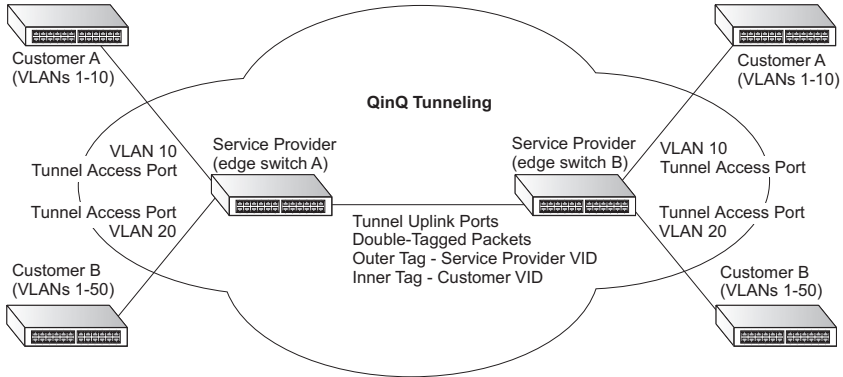 Customer A
(VLANs 1-10)
Customer A
(VLANs 1-10)
QinQ Tunneling
VLAN 10
Tunnel Access Port
Service Provider
(edge switch A)
Service Provider
(edge switch B)
VLAN 10
Tunnel Access Port
Tunnel Access Port
VLAN 20
Tunnel Uplink Ports
Double-Tagged Packets
Outer Tag - Service Provider VID
Inner Tag - Customer VID
Tunnel Access Port
VLAN 20
Customer B
(VLANs 1-50)
Customer B
(VLANs 1-50)